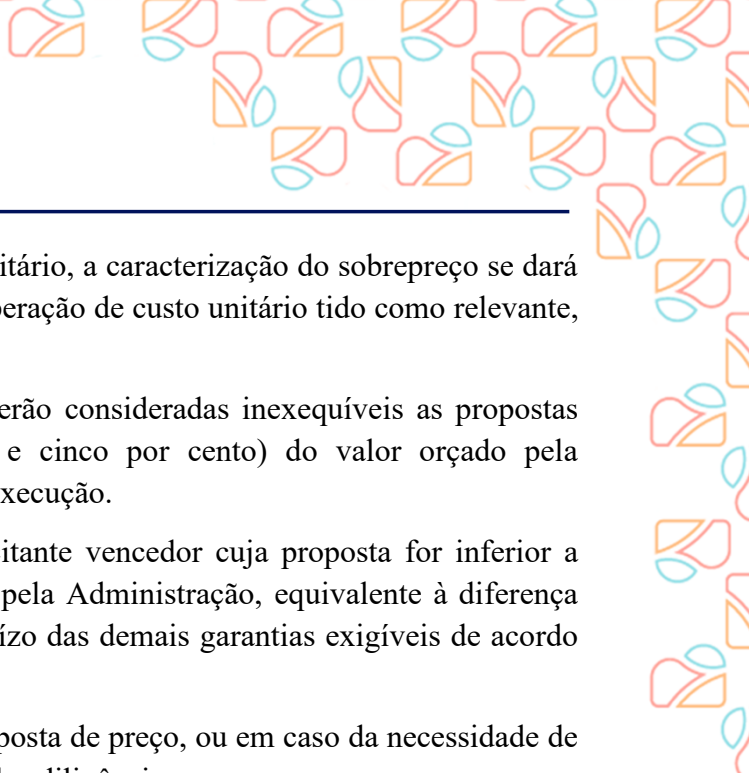 itário, a caracterização do sobrepreço se dará
peração de custo unitário tido como relevante,
erão consideradas inexequíveis as propostas
e cinco por cento) do valor orçado pela
xecução.
itante vencedor cuja proposta for inferior a
pela Administração, equivalente à diferença
ízo das demais garantias exigíveis de acordo
posta de preço, ou em caso da necessidade de